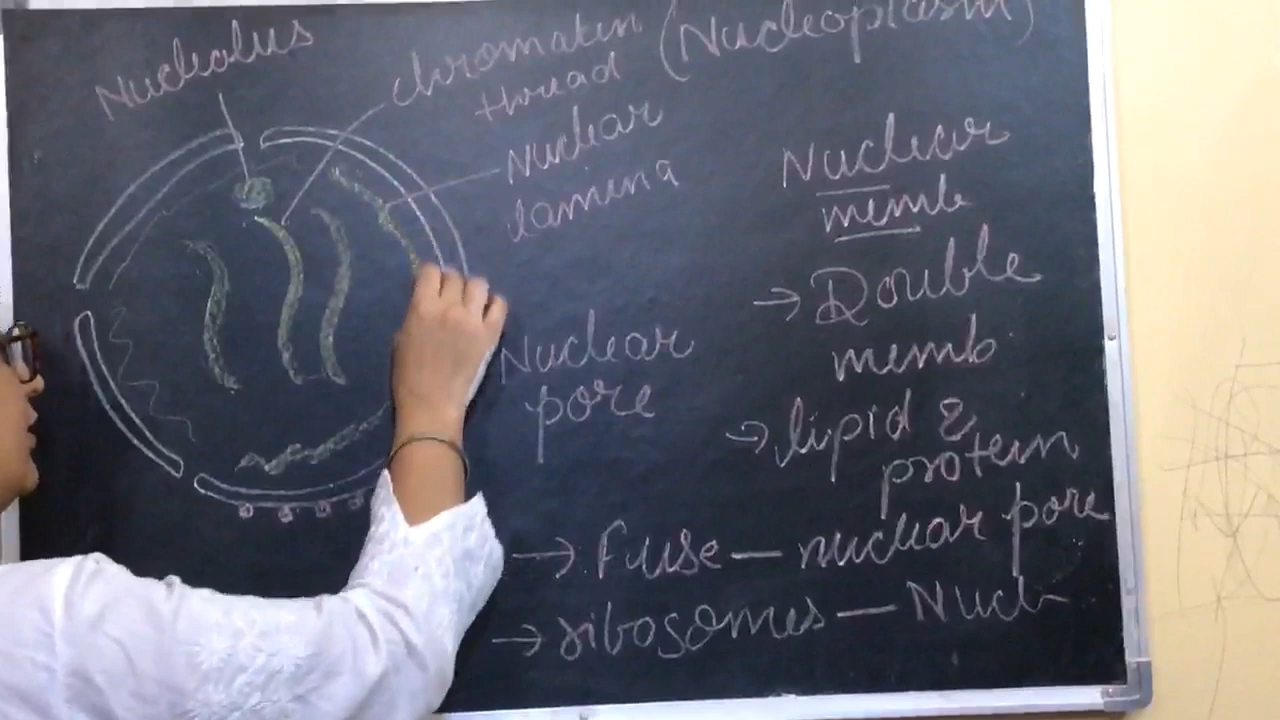 Nucleolus
chromatin
thread
(Nucleoplasm)
Nuclear
lamina
Nuclear
pore
Nuclear
memb
→ Double
memb
→ lipid &
protein
→ Fuse — nuclear pore
→ ribosomes — Nucl